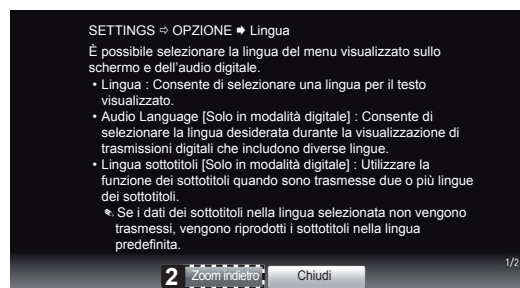 SETTINGS ⇨ OPZIONE ➡ Lingua
È possibile selezionare la lingua del menu visualizzato sullo
schermo e dell'audio digitale.
• Lingua : Consente di selezionare una lingua per il testo
visualizzato.
• Audio Language [Solo in modalità digitale] : Consente di
selezionare la lingua desiderata durante la visualizzazione di
trasmissioni digitali che includono diverse lingue.
• Lingua sottotitoli [Solo in modalità digitale] : Utilizzare la
funzione dei sottotitoli quando sono trasmesse due o più lingue
dei sottotitoli.
✎ Se i dati dei sottotitoli nella lingua selezionata non vengono
trasmessi, vengono riprodotti i sottotitoli nella lingua
predefinita.
1/2
2 Zoom indietro Chiudi